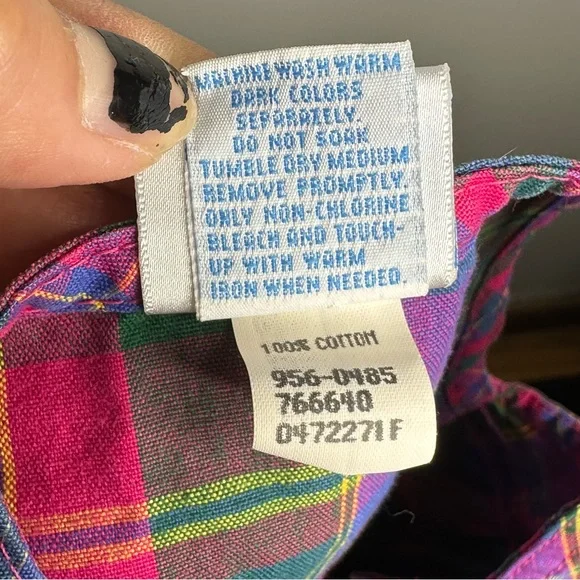 MACHINE WASH WARM
DARK COLORS
SEPARATELY.
DO NOT SOAK
TUMBLE DRY MEDIUM
REMOVE PROMPTLY.
ONLY NON-CHLORINE
BLEACH AND TOUCH-
UP WITH WARM
IRON WHEN NEEDED.
100% COTTON
956-0485
766640
0472271F